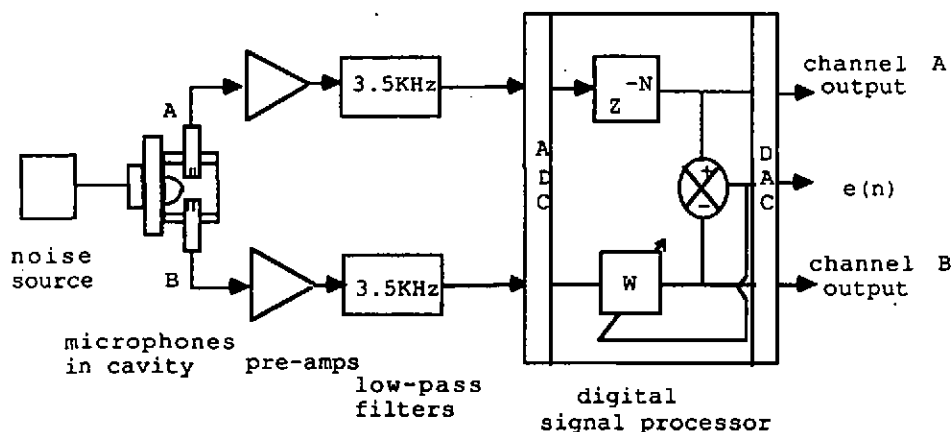 A
3.5KHz
-N
Z
channel A
output
A
D
C
+
-
D
A
C
e(n)
noise
source
B
3.5KHz
W
channel B
output
microphones
in cavity
pre-amps
low-pass
filters
digital
signal processor